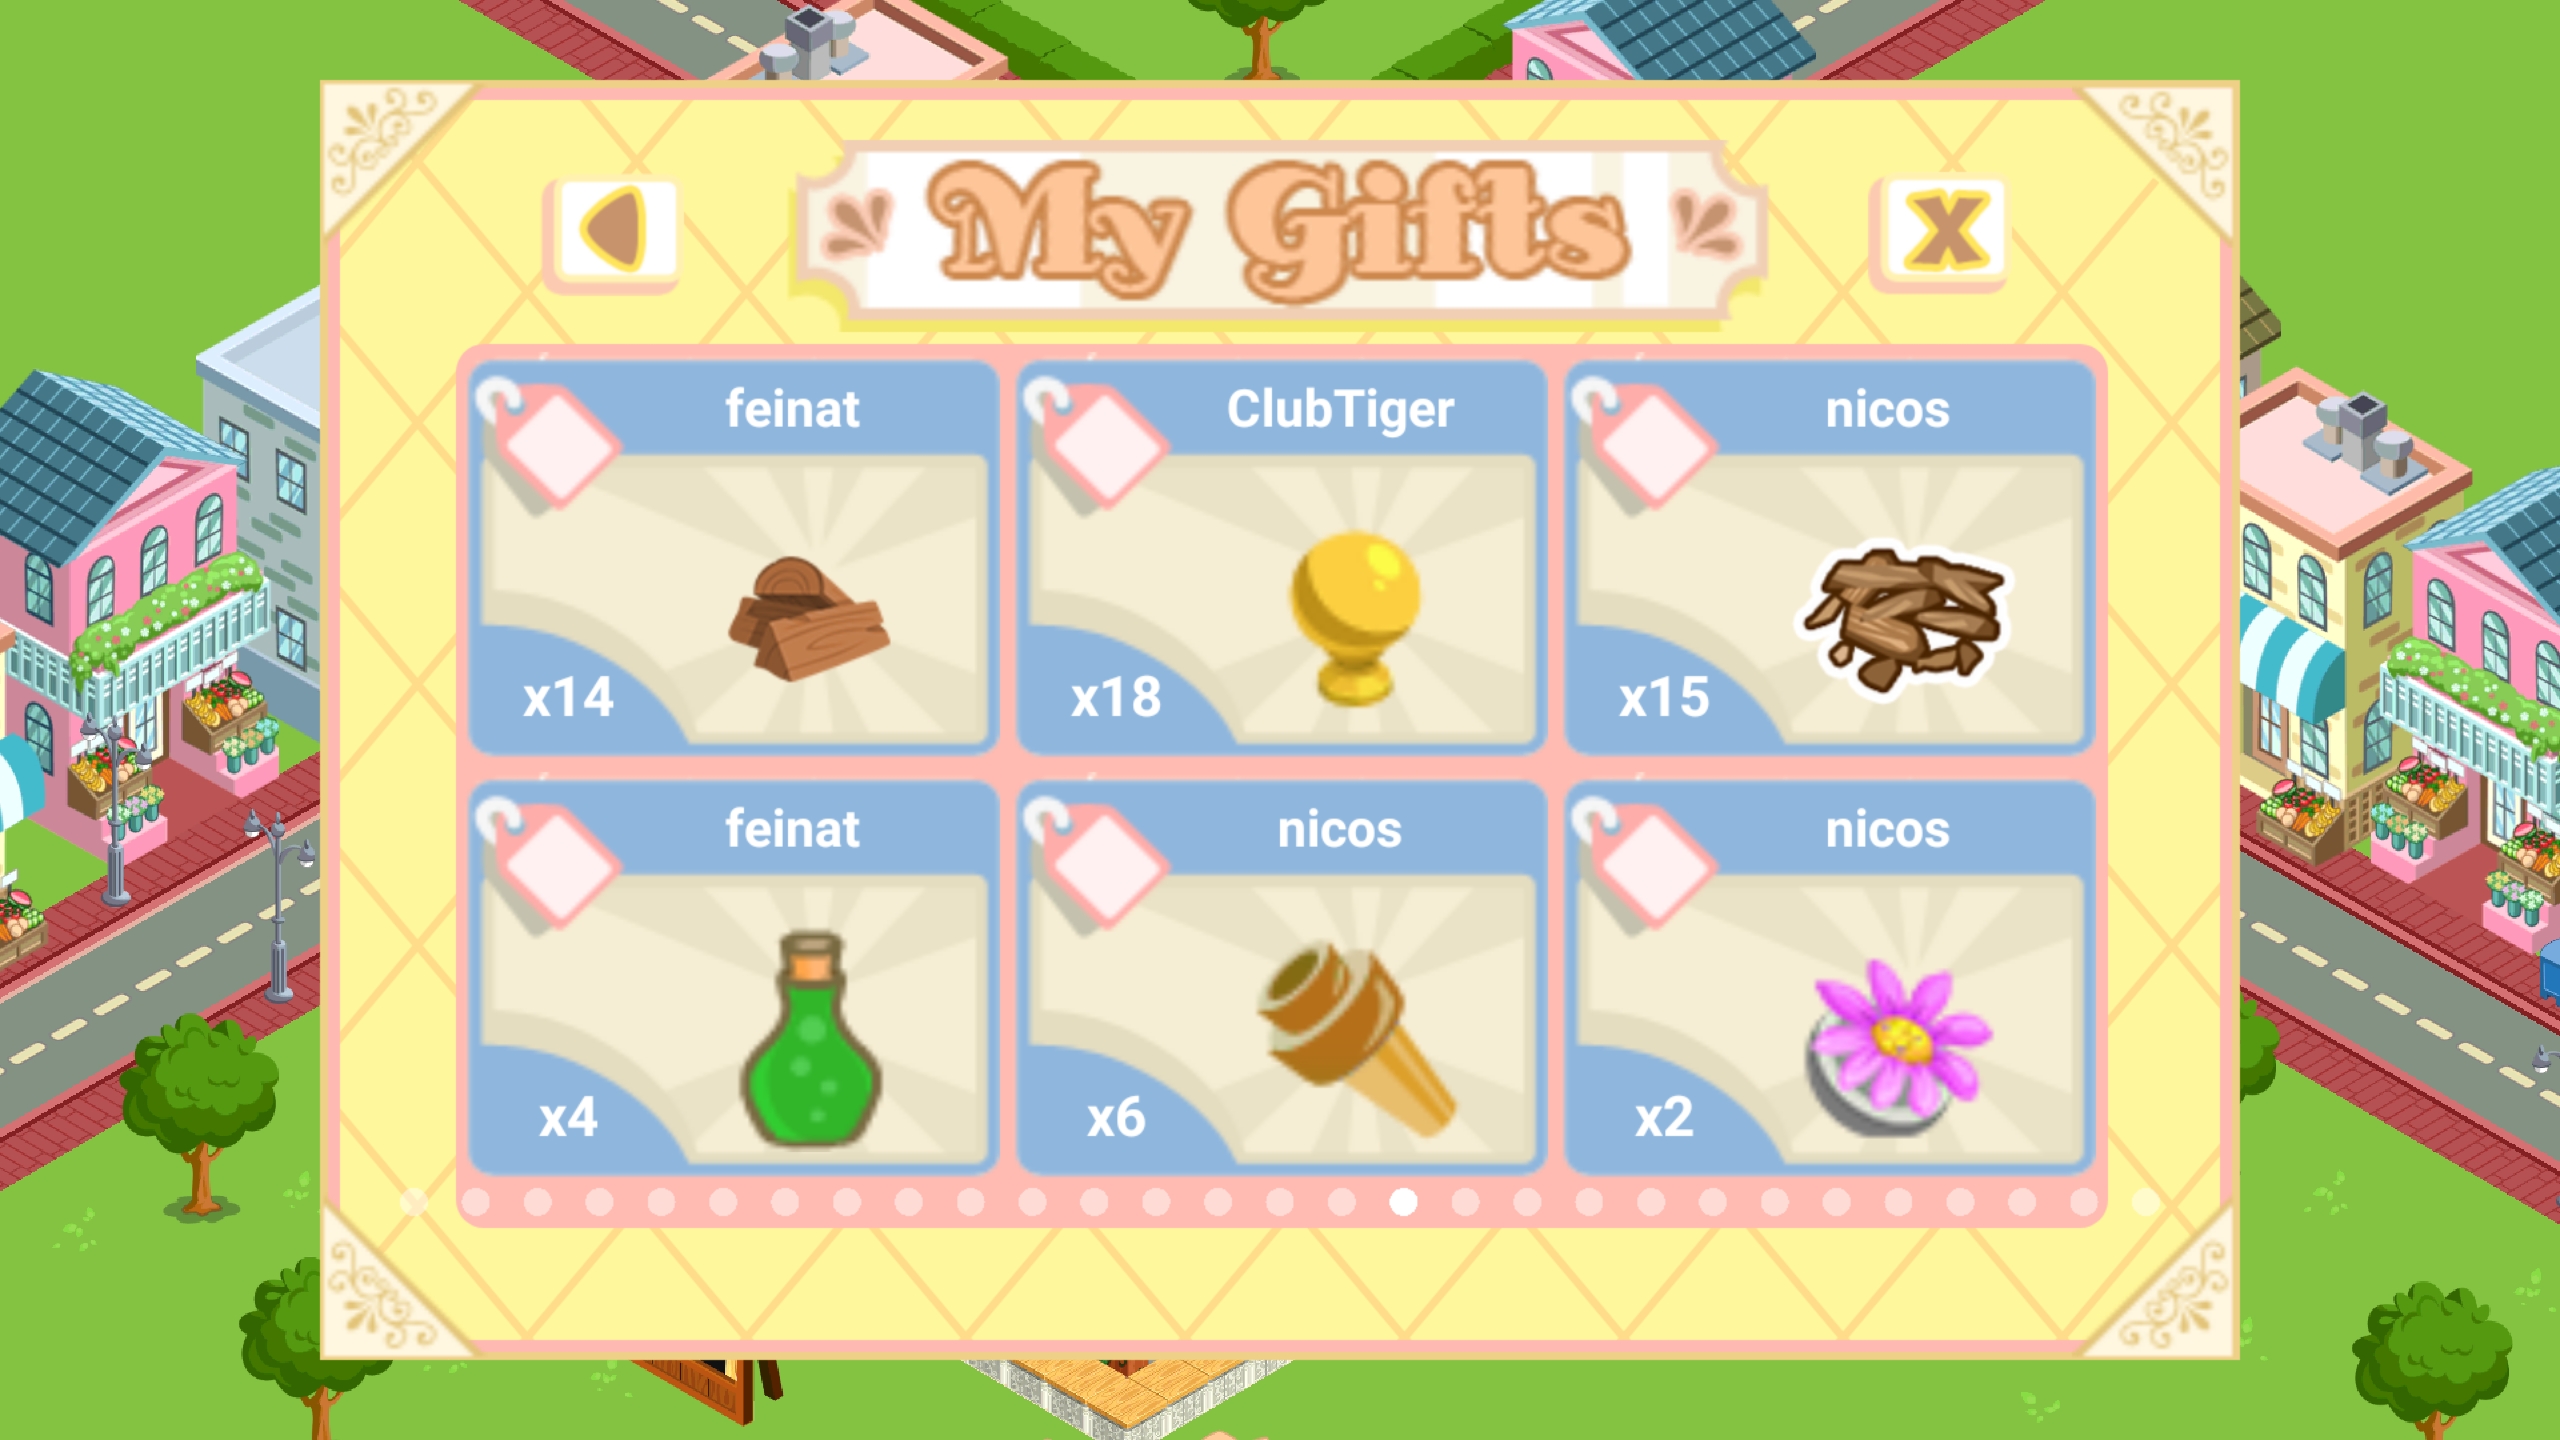 My Gifts
X
feinat
ClubTiger
nicos
x14
x18
x15
feinat
nicos
nicos
x4
x6
x2